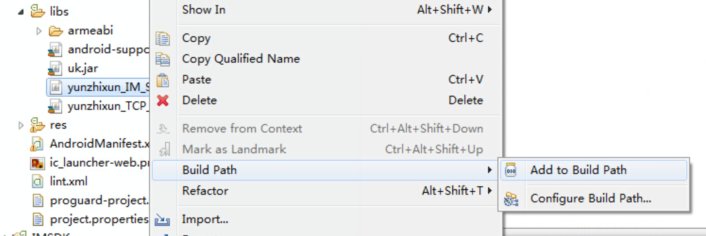 libs
armeabi
android-suppo
uk.jar
yunzhixun_IM_S
yunzhixun_TCP_
res
AndroidManifest.x
ic_launcher-web.p
lint.xml
proguard-project.
project.properties
IMSDK
Show In Alt+Shift+W
Copy Ctrl+C
Copy Qualified Name
Paste Ctrl+V
Delete Delete
Remove from Context Ctrl+Alt+Shift+Down
Mark as Landmark Ctrl+Alt+Shift+Up
Build Path
Refactor Alt+Shift+T
Import...
Add to Build Path
Configure Build Path...